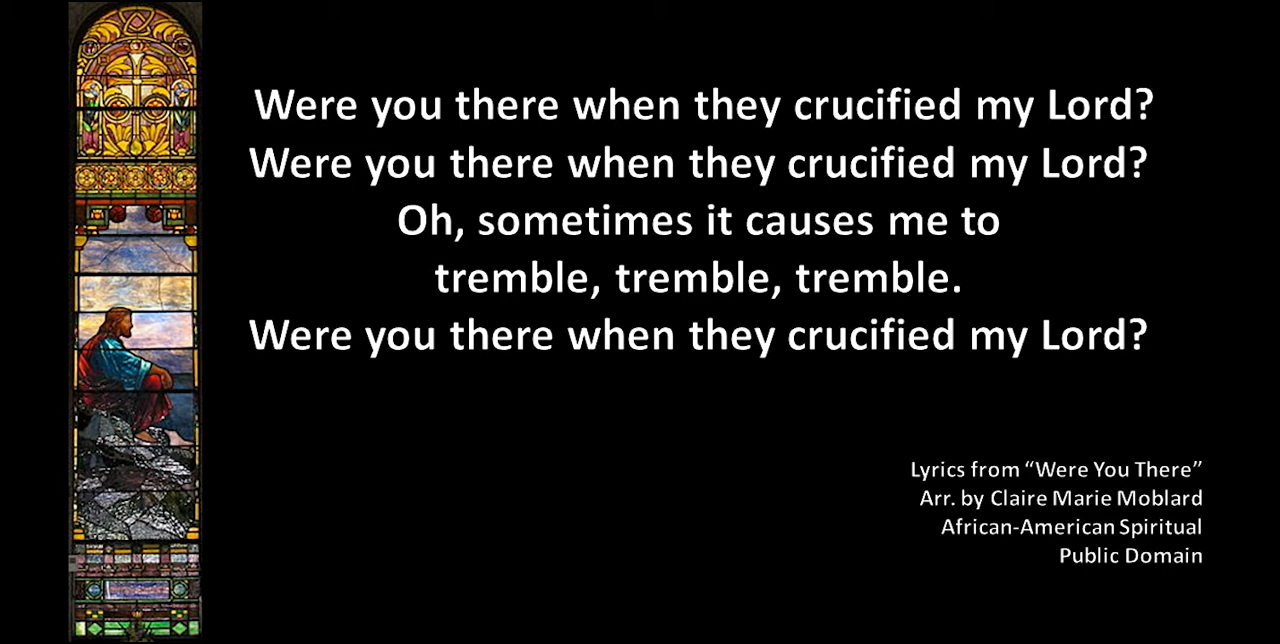 Were you there when they crucified my Lord?
Were you there when they crucified my Lord?
Oh, sometimes it causes me to
tremble, tremble, tremble.
Were you there when they crucified my Lord?
Lyrics from “Were You There”
Arr. by Claire Marie Moblard
African-American Spiritual
Public Domain